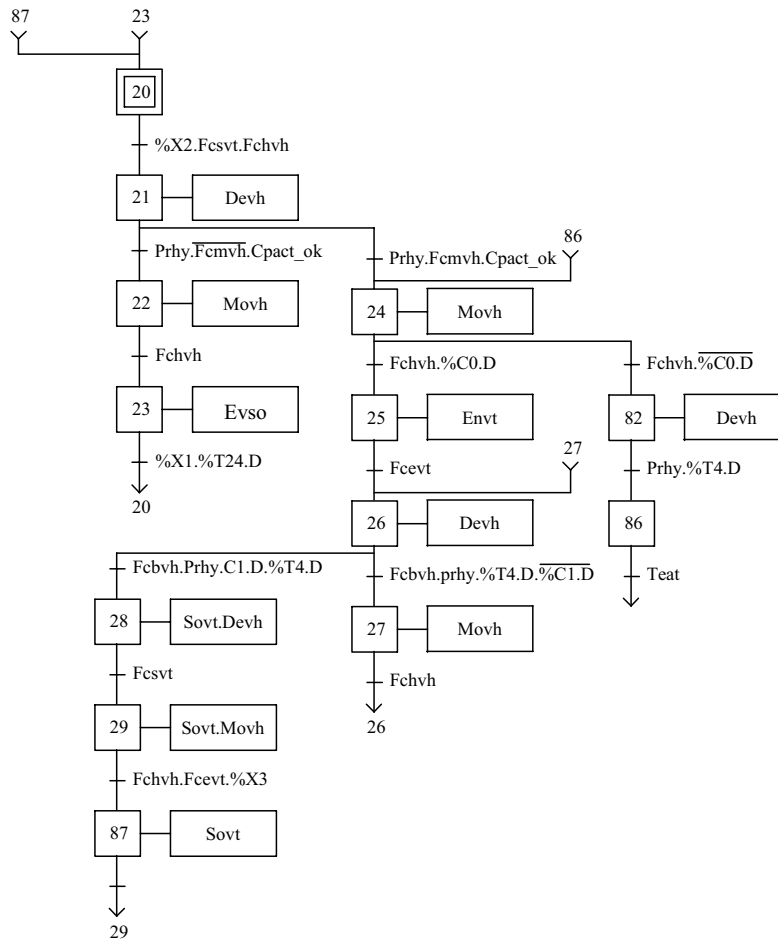 87 23
20
%X2.Fcsvt.Fchvh
21 Devh
86
Prhy.F̅c̅m̅v̅h̅.Cpact_ok Prhy.Fcmvh.Cpact_ok
22 Movh 24 Movh
Fchvh Fchvh.%C0.D Fchvh.%̅C̅0̅.̅D̅
23 Evso 25 Envt 82 Devh
%X1.%T24.D Fcevt 27 Prhy.%T4.D
20 26 Devh 86
Fcbvh.Prhy.C1.D.%T4.D Fcbvh.prhy.%T4.D.%̅C̅1̅.̅D̅ Teat
28 Sovt.Devh 27 Movh
Fcsvt Fchvh
29 Sovt.Movh 26
Fchvh.Fcevt.%X3
87 Sovt
29